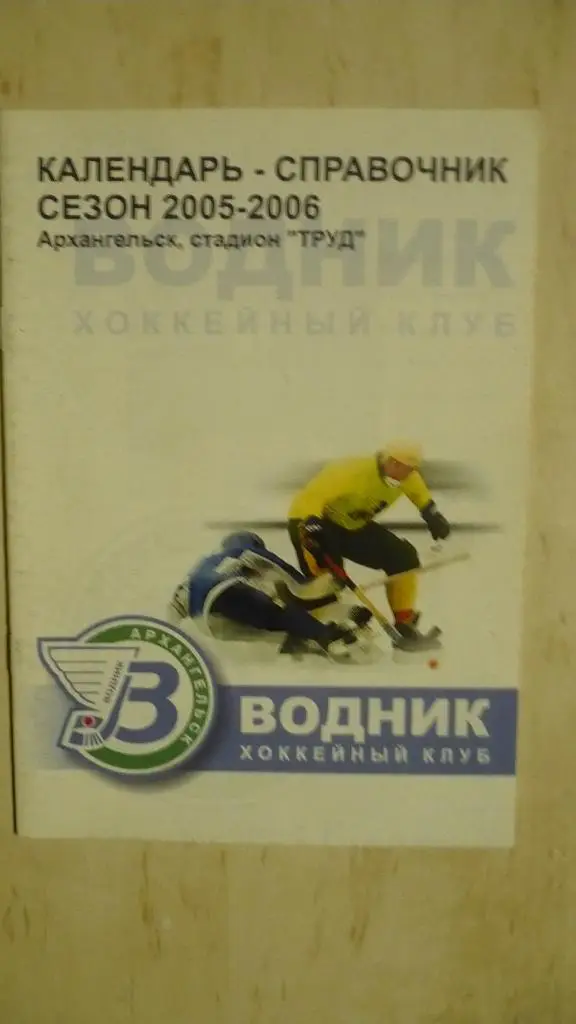 КАЛЕНДАРЬ - СПРАВОЧНИК
СЕЗОН 2005-2006
Архангельск, стадион "ТРУД"
ВОДНИК
ХОККЕЙНЫЙ КЛУБ
АРХАНГЕЛЬСК
ВОДНИК
В
ВОДНИК
ХОККЕЙНЫЙ КЛУБ